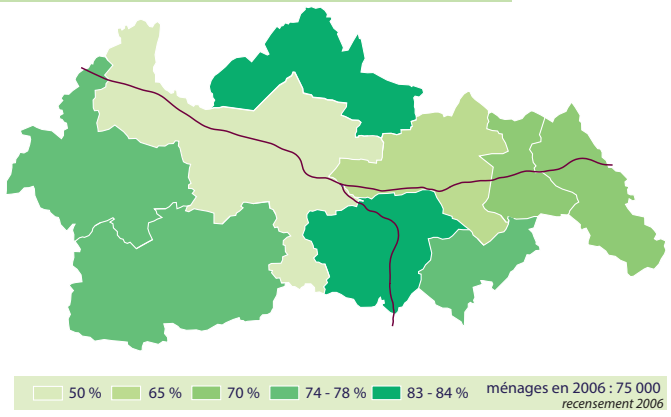 50 % 65 % 70 % 74 - 78 % 83 - 84 % ménages en 2006 : 75 000
recensement 2006